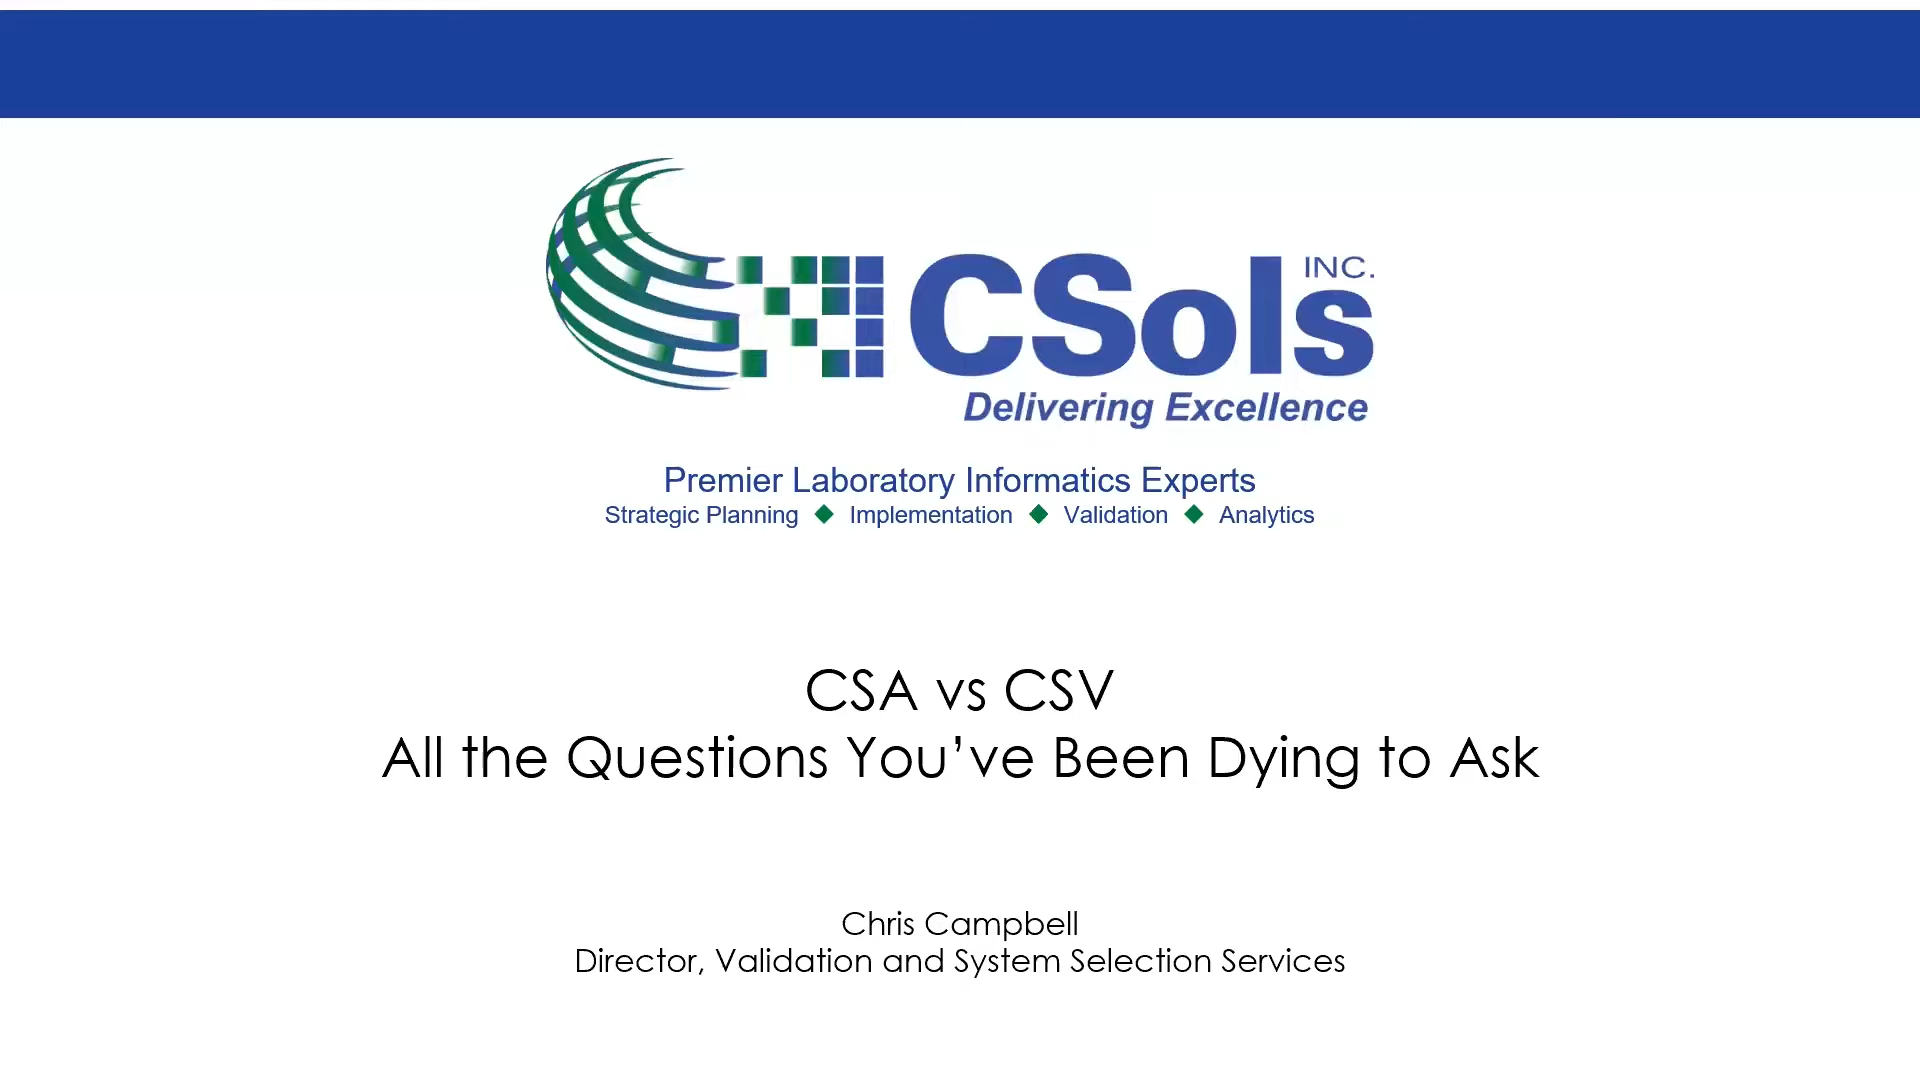 CSols INC.
Delivering Excellence
Premier Laboratory Informatics Experts
Strategic Planning ◆ Implementation ◆ Validation ◆ Analytics
CSA vs CSV
All the Questions You’ve Been Dying to Ask
Chris Campbell
Director, Validation and System Selection Services